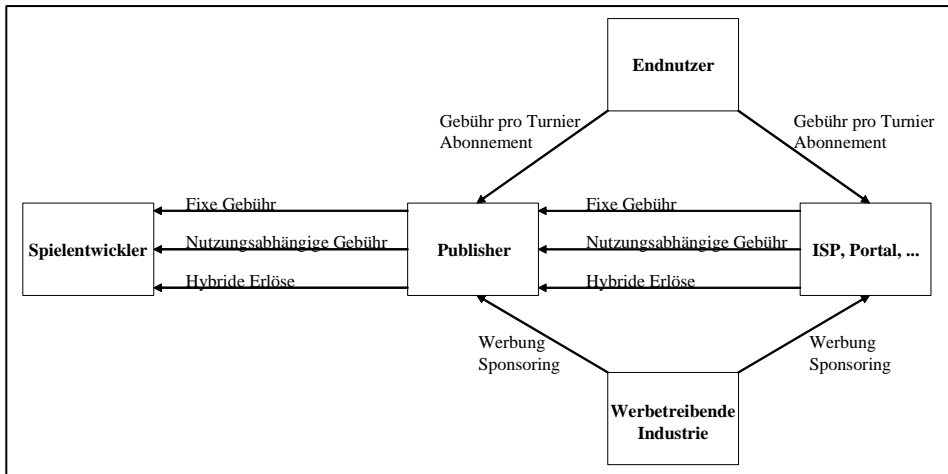 Endnutzer
Gebühr pro Turnier
Abonnement
Gebühr pro Turnier
Abonnement
Fixe Gebühr
Fixe Gebühr
Spielentwickler
Nutzungsabhängige Gebühr
Publisher
Nutzungsabhängige Gebühr
ISP, Portal, ...
Hybride Erlöse
Hybride Erlöse
Werbung
Sponsoring
Werbung
Sponsoring
Werbetreibende
Industrie